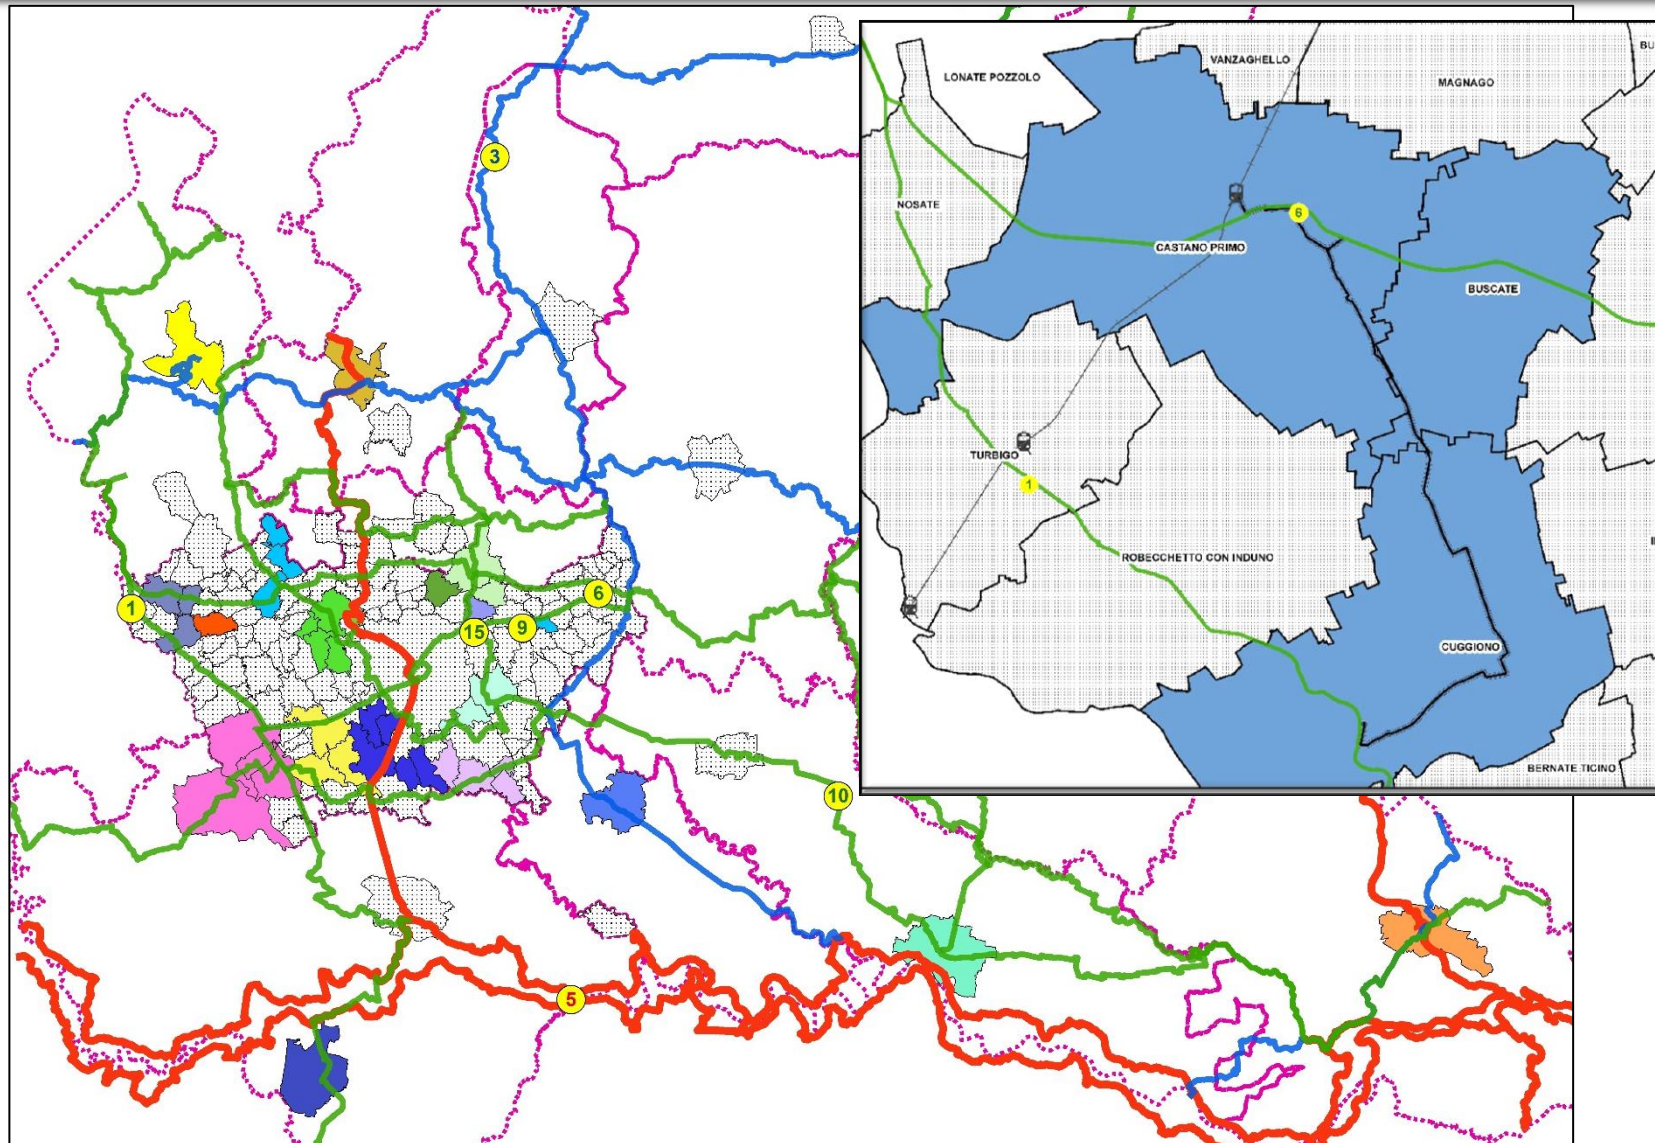 3
1
6
9
15
10
5
LONATE POZZOLO
VANZAGHELLO
MAGNAGO
BU
NOSATE
6
CASTANO PRIMO
BUSCATE
TURBIGO
1
ROBECCHETTO CON INDUNO
CUGGIONO
BERNATE TICINO